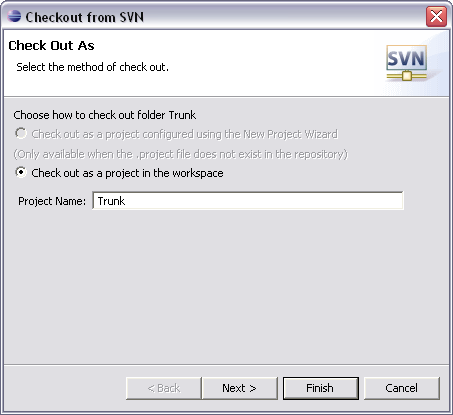 Checkout from SVN
Check Out As
Select the method of check out.
SVN
Choose how to check out folder Trunk
Check out as a project configured using the New Project Wizard
(Only available when the .project file does not exist in the repository)
Check out as a project in the workspace
Project Name: Trunk
< Back Next > Finish Cancel